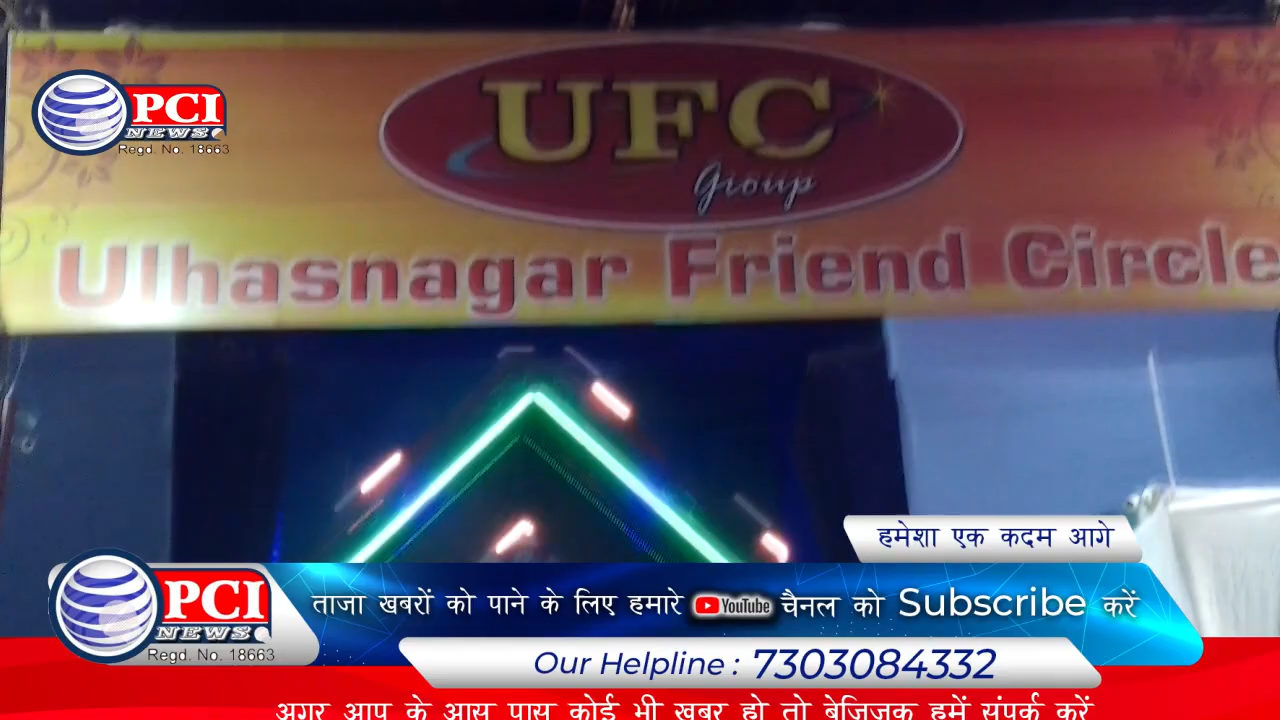 PCI
NEWS
Regd. No. 18663
UFC
Group
Ulhasnagar Friend Circle
हमेशा एक कदम आगे
PCI
NEWS
Regd. No. 18663
ताजा खबरों को पाने के लिए हमारे YouTube चैनल को Subscribe करें
Our Helpline : 7303084332
अगर आप के आस पास कोई भी खबर हो तो बेजिजक हमें संपर्क करें